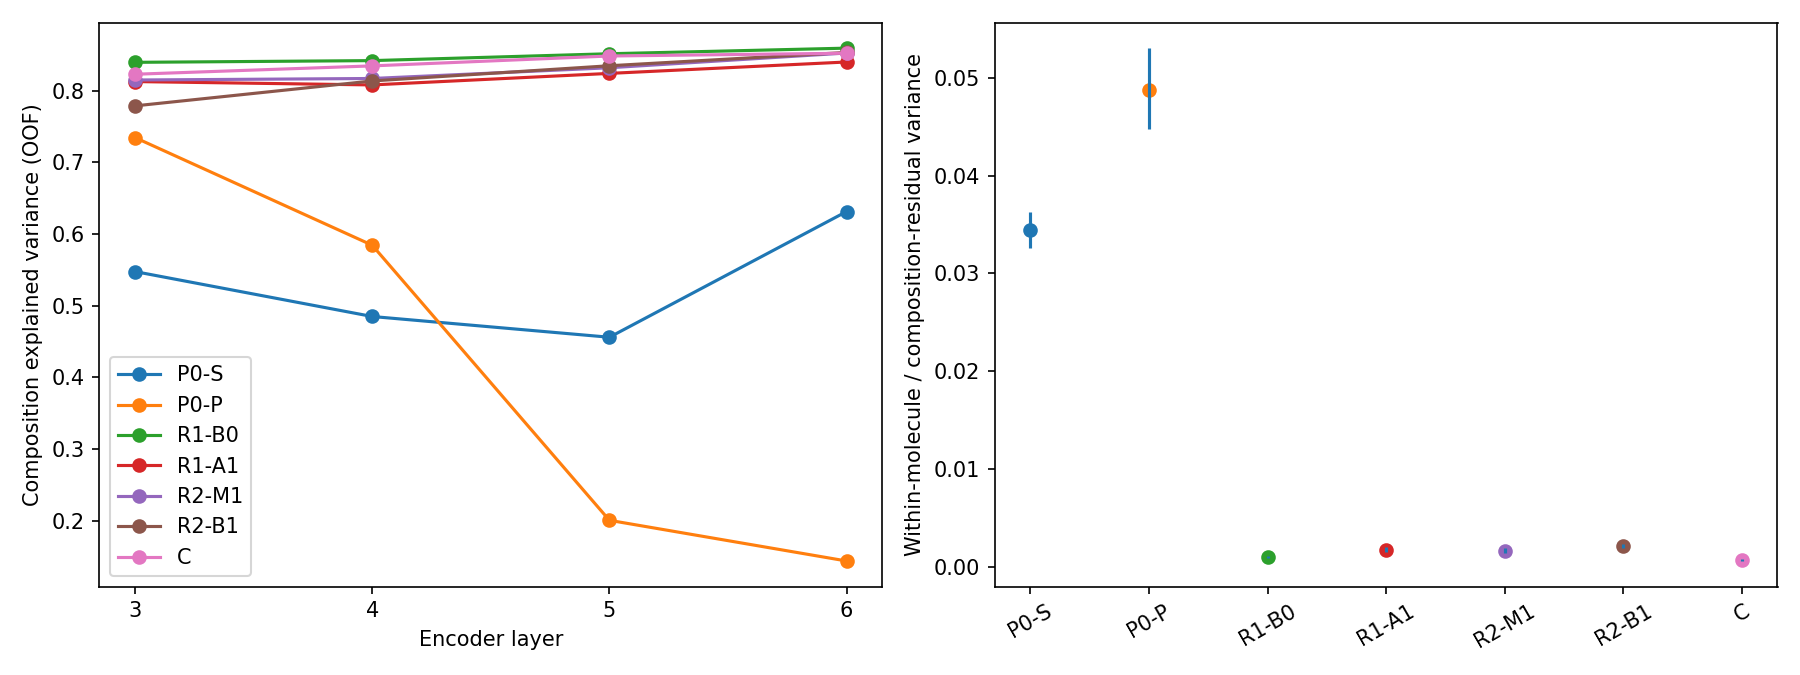 Composition explained variance (OOF)
0.8
0.7
0.6
0.5
0.4
0.3
0.2
P0-S
P0-P
R1-B0
R1-A1
R2-M1
R2-B1
C
3
4
5
6
Encoder layer
Within-molecule / composition-residual variance
0.05
0.04
0.03
0.02
0.01
0.00
P0-S
P0-P
R1-B0
R1-A1
R2-M1
R2-B1
C